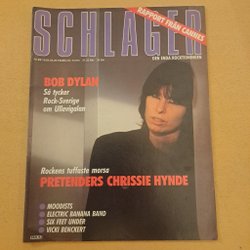 SCHLAGER
RAPPORT FRÅN CANNES
DEN ENDA ROCKTIDNINGEN
BOB DYLAN
Så tycker
Rock-Sverige
om Ullevigalan
Rockens tuffaste morsa
PRETENDERS CHRISSIE HYNDE
MOODISTS
ELECTRIC BANANA BAND
SIX FEET UNDER
VICKI BENCKERT